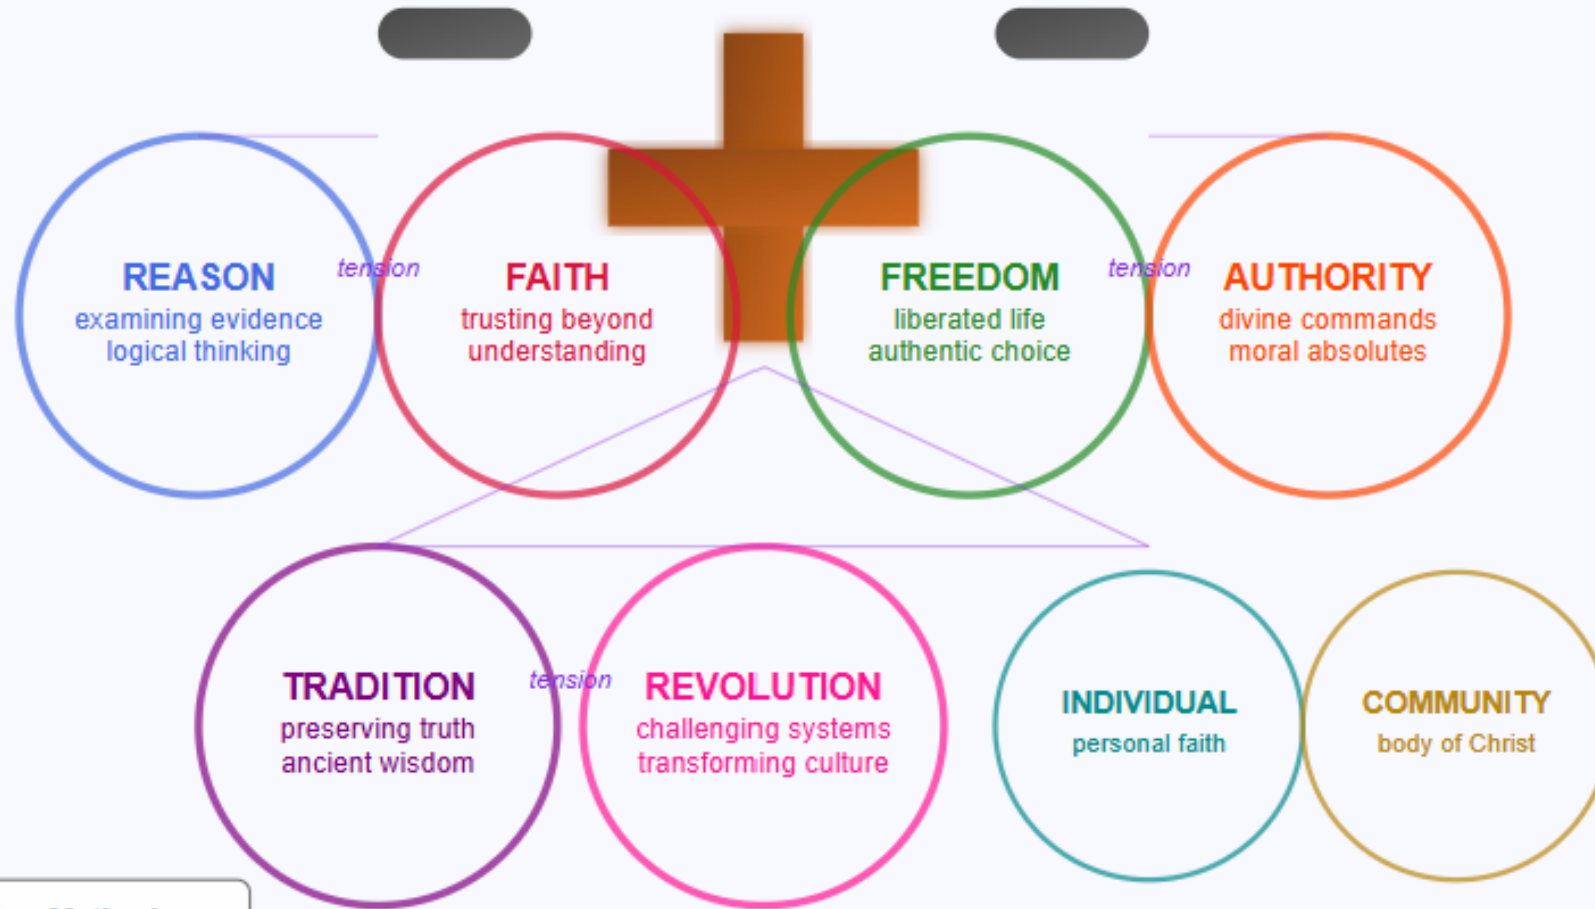 REASON
examining evidence
logical thinking
tension
FAITH
trusting beyond
understanding
FREEDOM
liberated life
authentic choice
tension
AUTHORITY
divine commands
moral absolutes
TRADITION
preserving truth
ancient wisdom
tension
REVOLUTION
challenging systems
transforming culture
INDIVIDUAL
personal faith
COMMUNITY
body of Christ